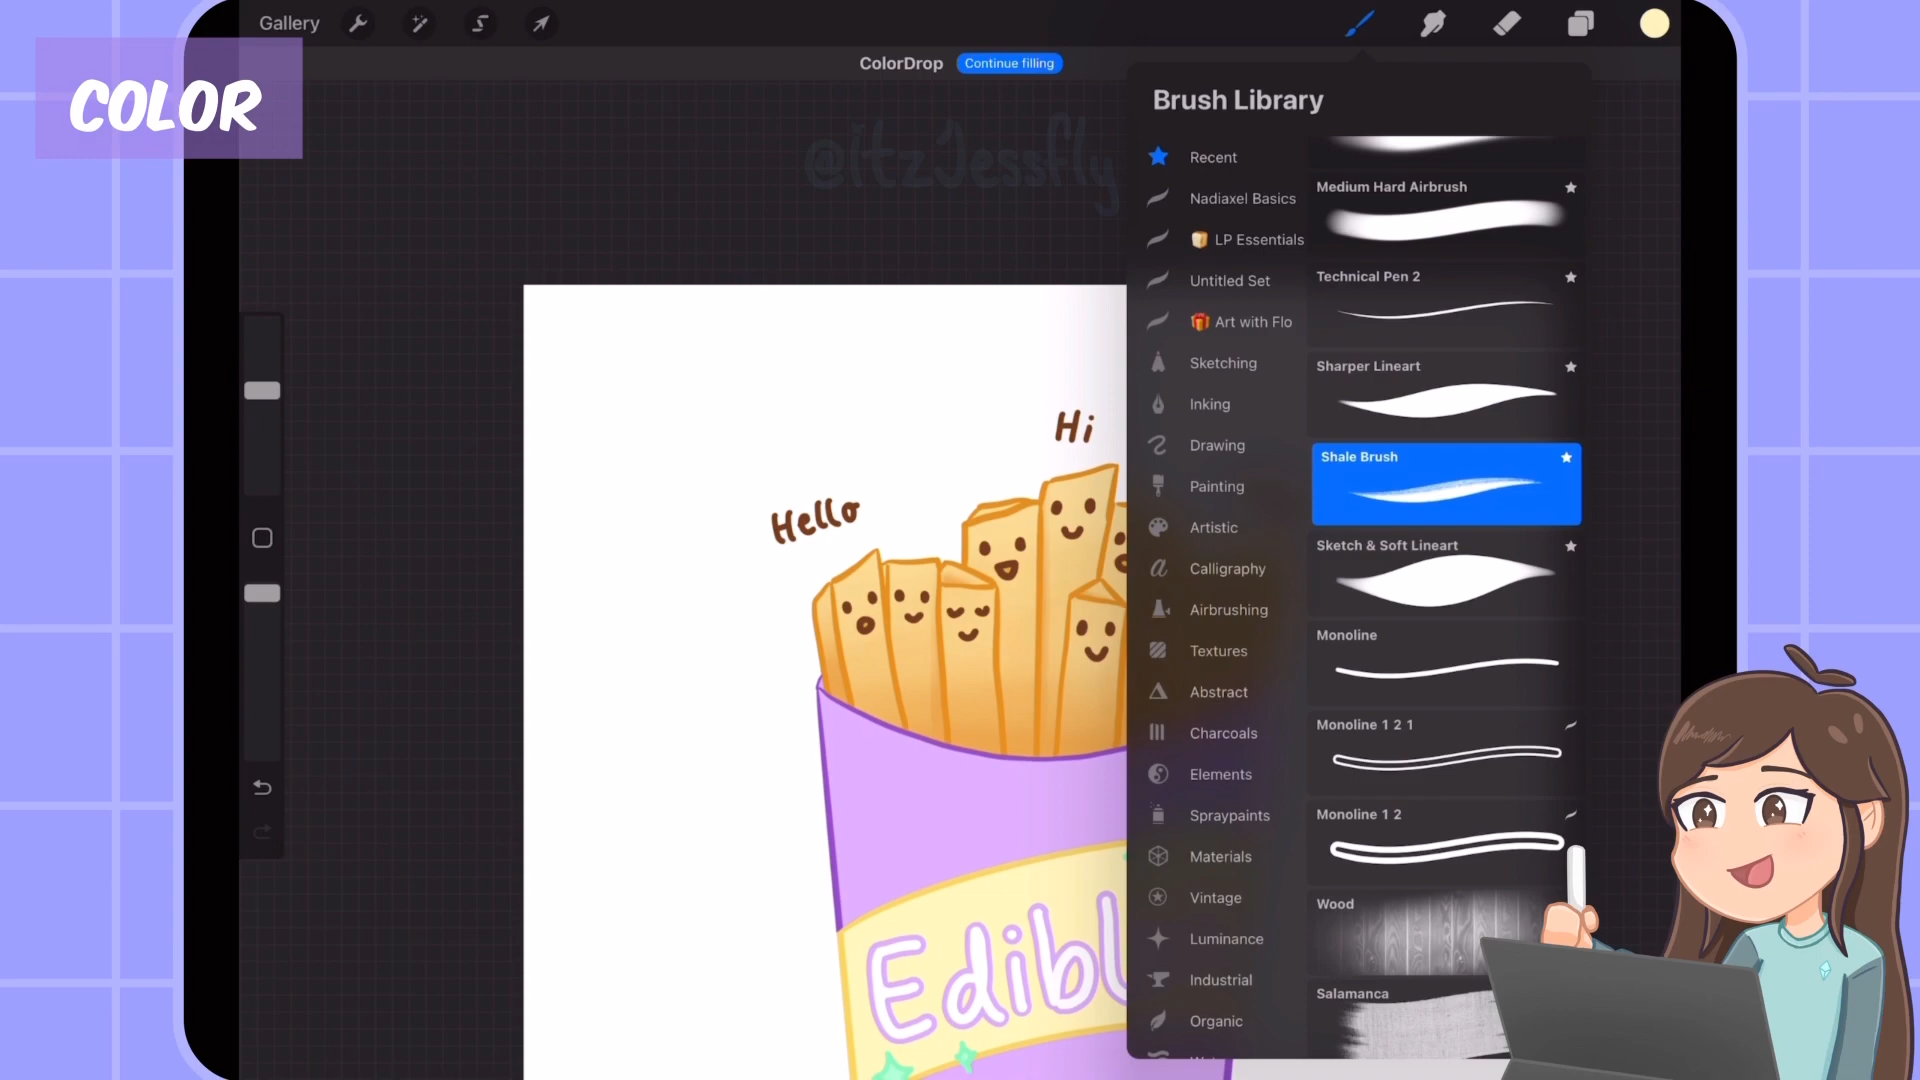 Gallery
COLOR
ColorDrop Continue filling
@ItzJessfly
Brush Library
Recent
Nadiaxel Basics
LP Essentials
Untitled Set
Art with Flo
Sketching
Inking
Drawing
Painting
Artistic
Calligraphy
Airbrushing
Textures
Abstract
Charcoals
Elements
Spraypaints
Materials
Vintage
Luminance
Industrial
Organic
Medium Hard Airbrush
Technical Pen 2
Sharper Lineart
Shale Brush
Sketch & Soft Lineart
Monoline
Monoline 1 2 1
Monoline 1 2
Wood
Salamanca
Hi
Hello
Edibl